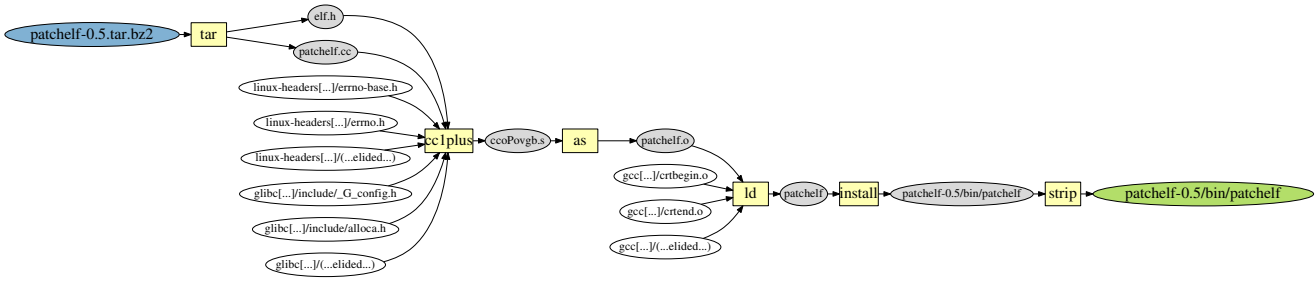 patchelf-0.5.tar.bz2
tar
elf.h
patchelf.cc
linux-headers[...]/errno-base.h
linux-headers[...]/errno.h
linux-headers[...]/(...elided...)
glibc[...]/include/_G_config.h
glibc[...]/include/alloca.h
glibc[...]/(...elided...)
cc1plus
ccoPovgb.s
as
patchelf.o
gcc[...]/crtbegin.o
gcc[...]/crtend.o
gcc[...]/(...elided...)
ld
patchelf
install
patchelf-0.5/bin/patchelf
strip
patchelf-0.5/bin/patchelf